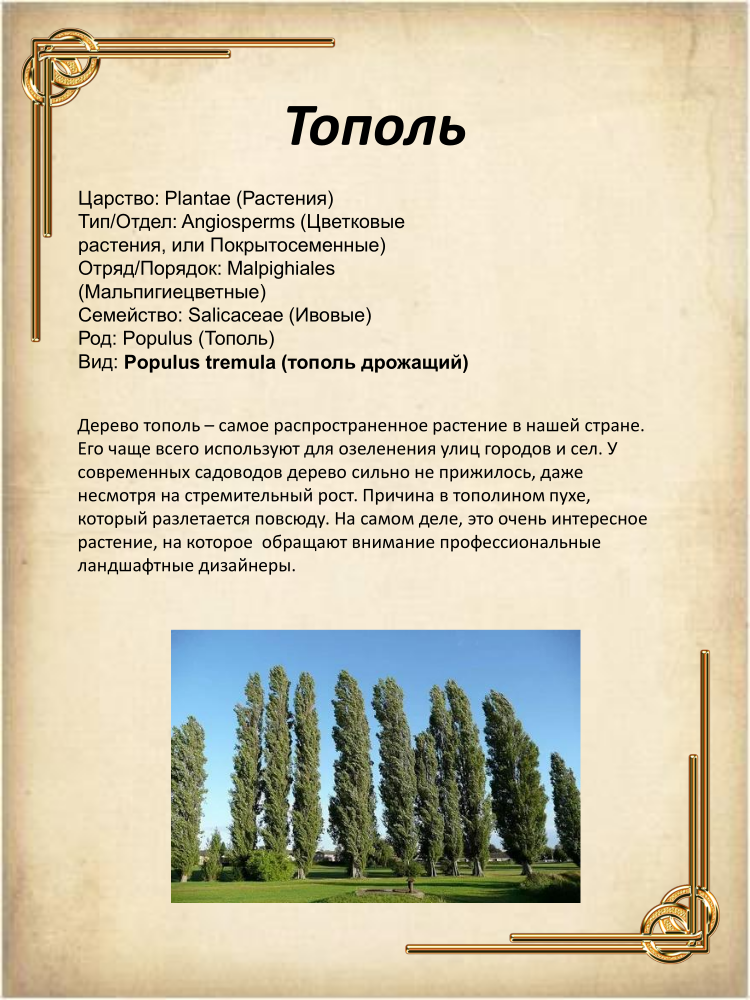 Тополь
Царство: Plantae (Растения)
Тип/Отдел: Angiosperms (Цветковые
растения, или Покрытосеменные)
Отряд/Порядок: Malpighiales
(Мальпигиецветные)
Семейство: Salicaceae (Ивовые)
Род: Populus (Тополь)
Вид: Populus tremula (тополь дрожащий)
Дерево тополь – самое распространенное растение в нашей стране.
Его чаще всего используют для озеленения улиц городов и сел. У
современных садоводов дерево сильно не прижилось, даже
несмотря на стремительный рост. Причина в тополином пухе,
который разлетается повсюду. На самом деле, это очень интересное
растение, на которое  обращают внимание профессиональные
ландшафтные дизайнеры.